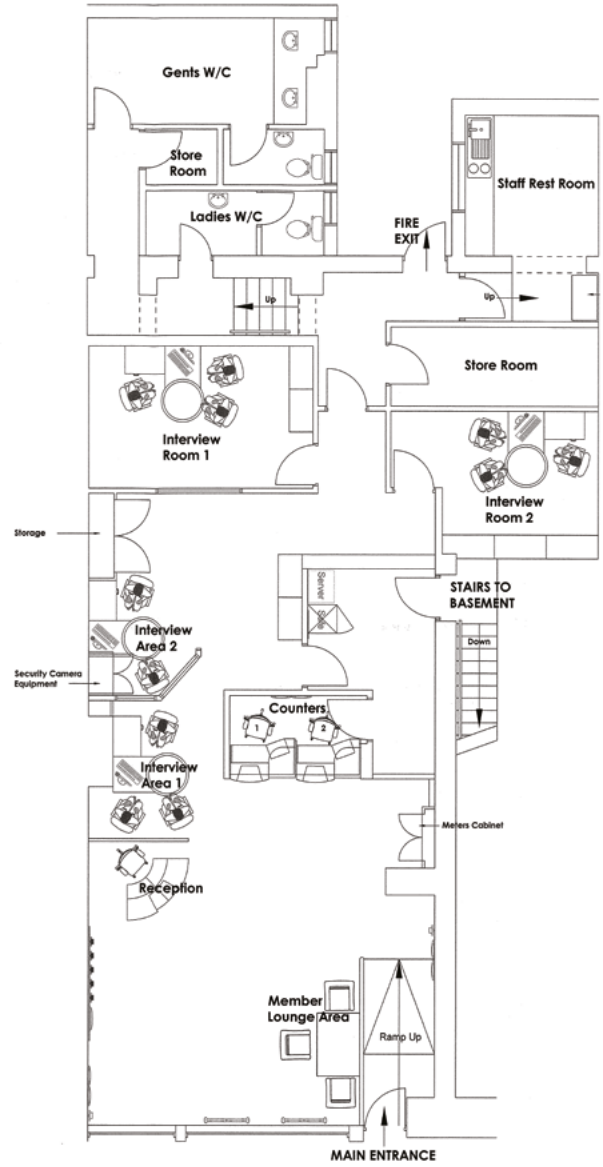 Gents W/C
Store
Room
Staff Rest Room
Ladies W/C
FIRE
EXIT
Up
Up
Store Room
Interview
Room 1
Interview
Room 2
Storage
Server
Safe
STAIRS TO
BASEMENT
Interview
Area 2
Down
Security Camera
Equipment
Counters
1
2
Interview
Area 1
Meters Cabinet
Reception
Member
Lounge Area
Ramp Up
MAIN ENTRANCE